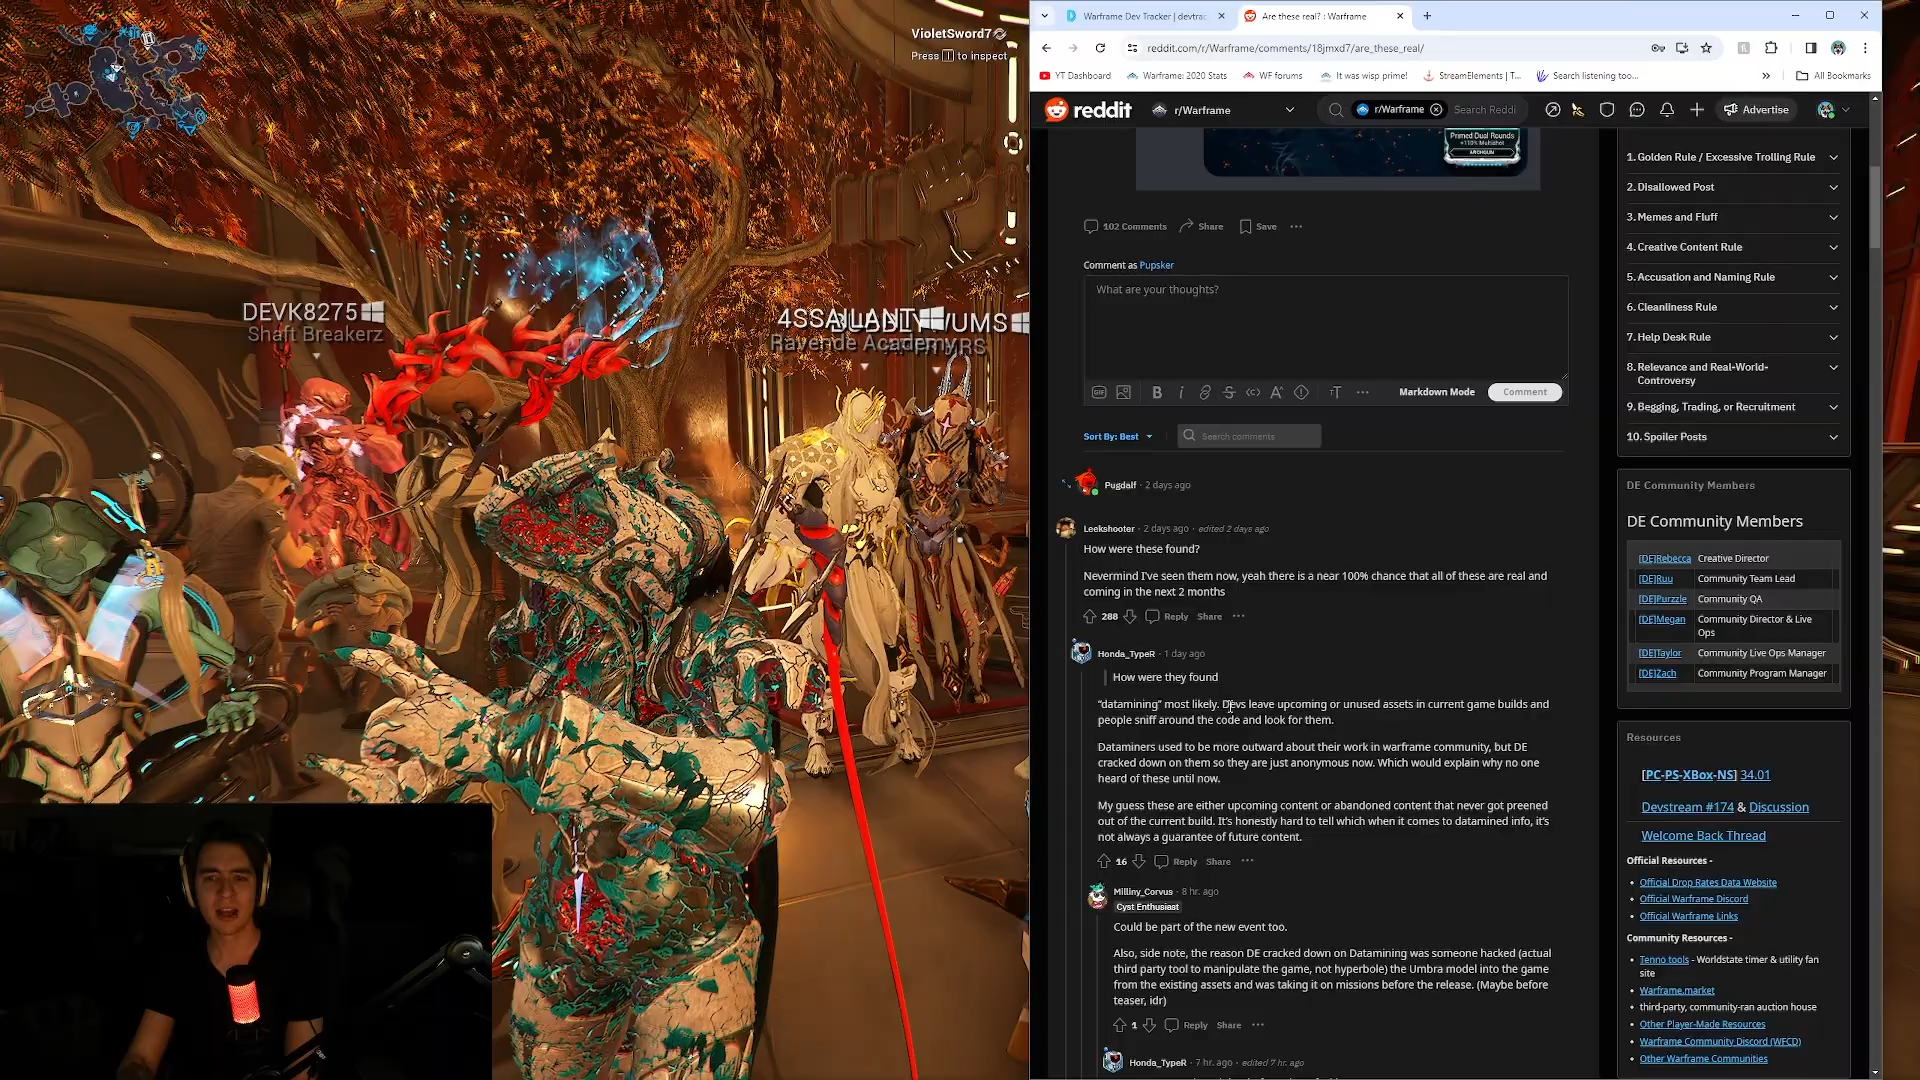 VioletSword7
Press to inspect
DEVK8275
Shaft Breakerz
4SSAILANT
Ravende Academy
Warframe Dev Tracker | devtrac
Are these real? : Warframe
reddit.com/r/Warframe/comments/18jmxd7/are_these_real/
YT Dashboard
Warframe: 2020 Stats
WF forums
It was wisp prime!
StreamElements | T...
Search listening too...
All Bookmarks
reddit
r/Warframe
r/Warframe
Search Reddi
Advertise
Primed Dual Rounds
+110% Multishot
ARCHGUN
102 Comments
Share
Save
Comment as Pupsker
What are your thoughts?
Markdown Mode
Comment
Sort By: Best
Search comments
Pugdalf · 2 days ago
Leekshooter · 2 days ago · edited 2 days ago
How were these found?
Nevermind I've seen them now, yeah there is a near 100% chance that all of these are real and
coming in the next 2 months
288
Reply
Share
Honda_TypeR · 1 day ago
How were they found
“datamining” most likely. Devs leave upcoming or unused assets in current game builds and
people sniff around the code and look for them.
Dataminers used to be more outward about their work in warframe community, but DE
cracked down on them so they are just anonymous now. Which would explain why no one
heard of these until now.
My guess these are either upcoming content or abandoned content that never got preened
out of the current build. It's honestly hard to tell which when it comes to datamined info, it's
not always a guarantee of future content.
16
Reply
Share
Milliny_Corvus · 8 hr. ago
Cyst Enthusiast
Could be part of the new event too.
Also, side note, the reason DE cracked down on Datamining was someone hacked (actual
third party tool to manipulate the game, not hyperbole) the Umbra model into the game
from the existing assets and was taking it on missions before the release. (Maybe before
teaser, idr)
1
Reply
Share
Honda_TypeR · 7 hr. ago · edited 7 hr. ago
1. Golden Rule / Excessive Trolling Rule
2. Disallowed Post
3. Memes and Fluff
4. Creative Content Rule
5. Accusation and Naming Rule
6. Cleanliness Rule
7. Help Desk Rule
8. Relevance and Real-World-
Controversy
9. Begging, Trading, or Recruitment
10. Spoiler Posts
DE Community Members
DE Community Members
[DE]Rebecca Creative Director
[DE]Ruu Community Team Lead
[DE]Purzzle Community QA
[DE]Megan Community Director & Live
Ops
[DE]Taylor Community Live Ops Manager
[DE]Zach Community Program Manager
Resources
[PC-PS-XBox-NS] 34.01
Devstream #174 & Discussion
Welcome Back Thread
Official Resources -
• Official Drop Rates Data Website
• Official Warframe Discord
• Official Warframe Links
Community Resources -
• Tenno tools - Worldstate timer & utility fan
site
• Warframe.market
• third-party, community-ran auction house
• Other Player-Made Resources
• Warframe Community Discord (WFCD)
• Other Warframe Communities